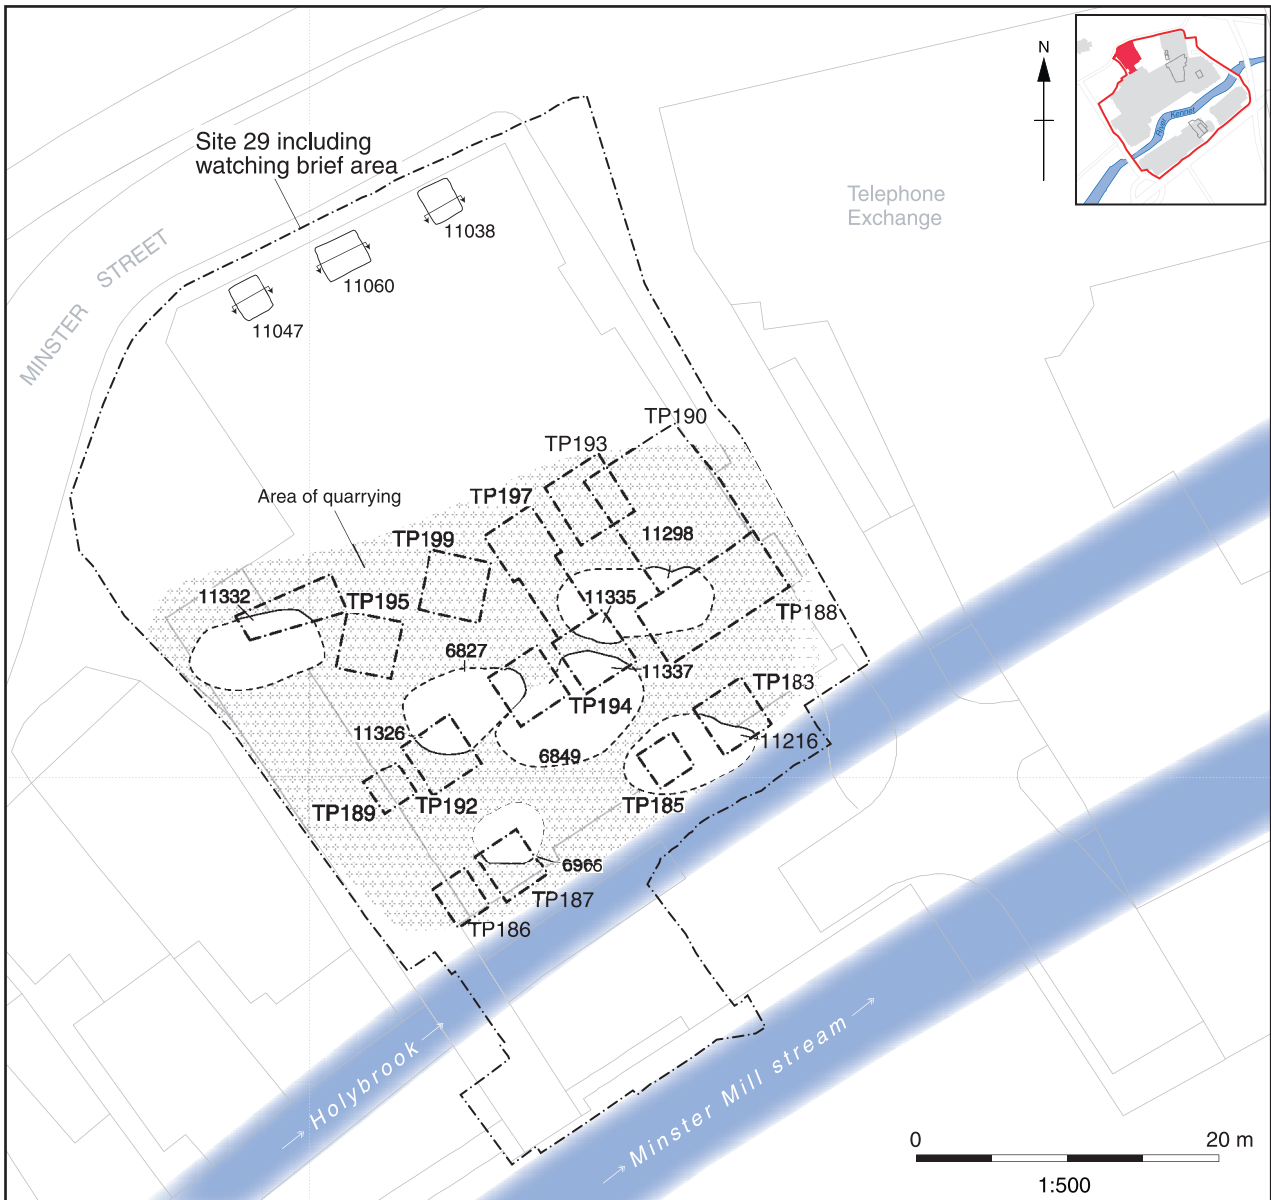 N
River Kennet
Site 29 including
watching brief area
Telephone
Exchange
MINSTER STREET
11038
11060
11047
TP190
TP193
TP197
Area of quarrying
TP199
11298
11332
TP195
11335
TP188
6827
11337
TP183
TP194
11326
11216
6849
TP189
TP192
TP185
6966
TP187
TP186
Holybrook
Minster Mill stream
0
20 m
1:500